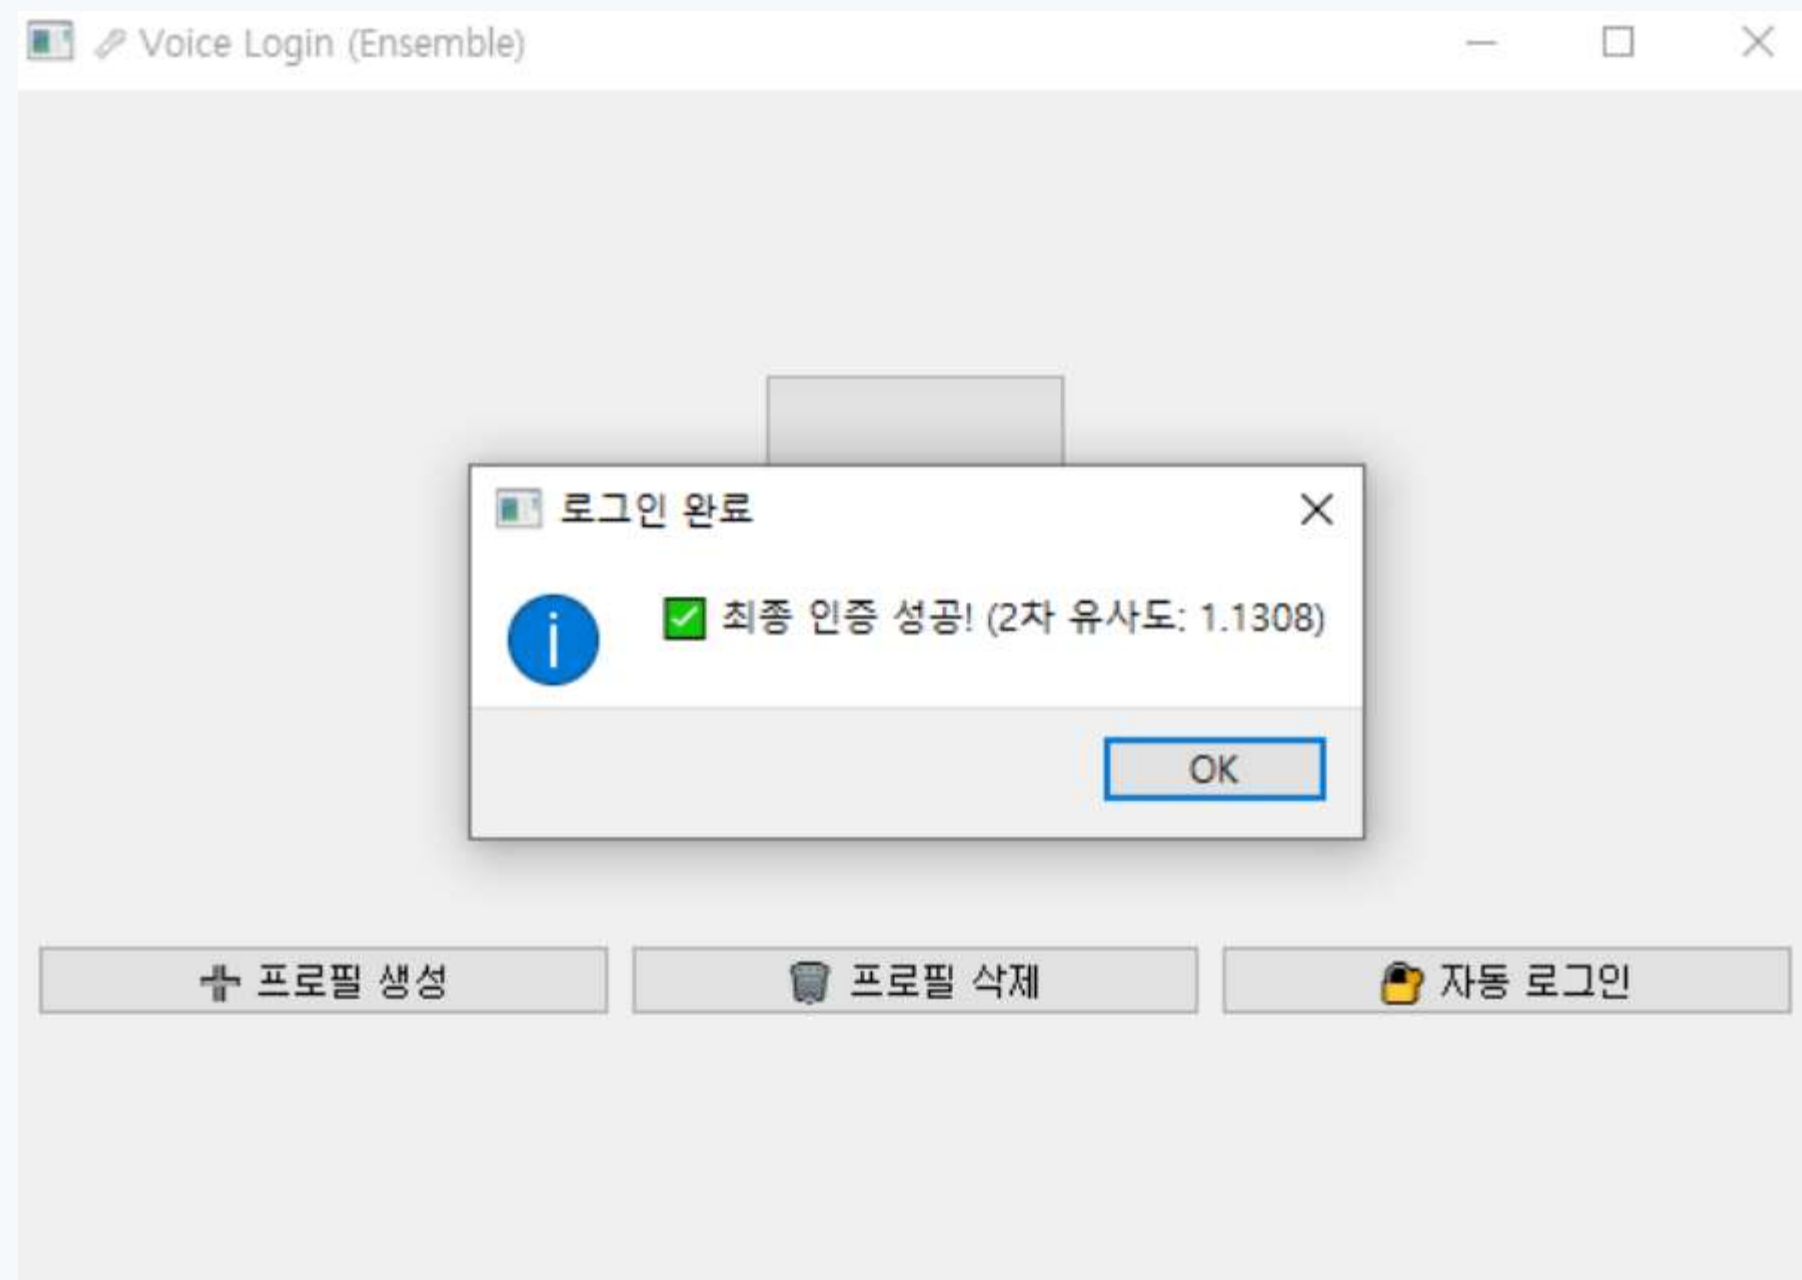 Voice Login (Ensemble)
로그인 완료
최종 인증 성공! (2차 유사도: 1.1308)
OK
프로필 생성
프로필 삭제
자동 로그인